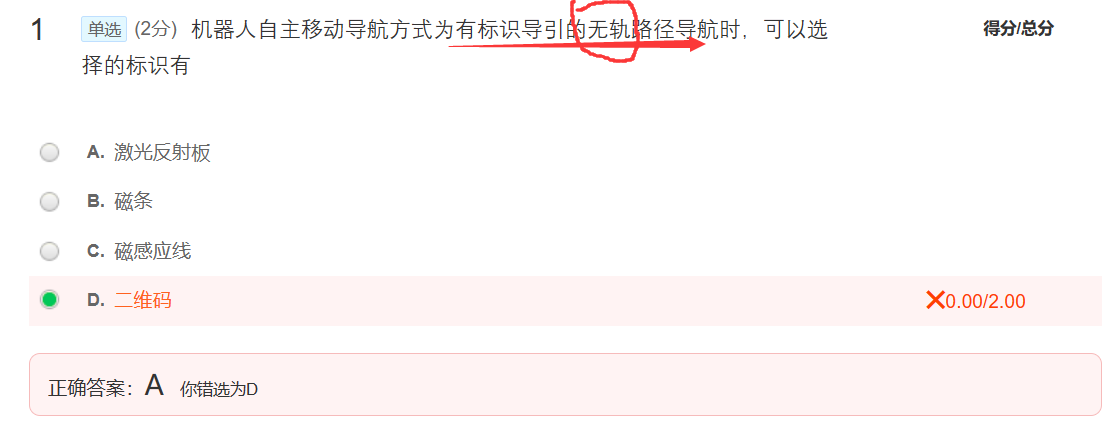 1 单选 (2分) 机器人自主移动导航方式为有标识导引的无轨路径导航时，可以选 得分/总分
择的标识有
A. 激光反射板
B. 磁条
C. 磁感应线
D. 二维码 0.00/2.00
正确答案：A 你错选为D